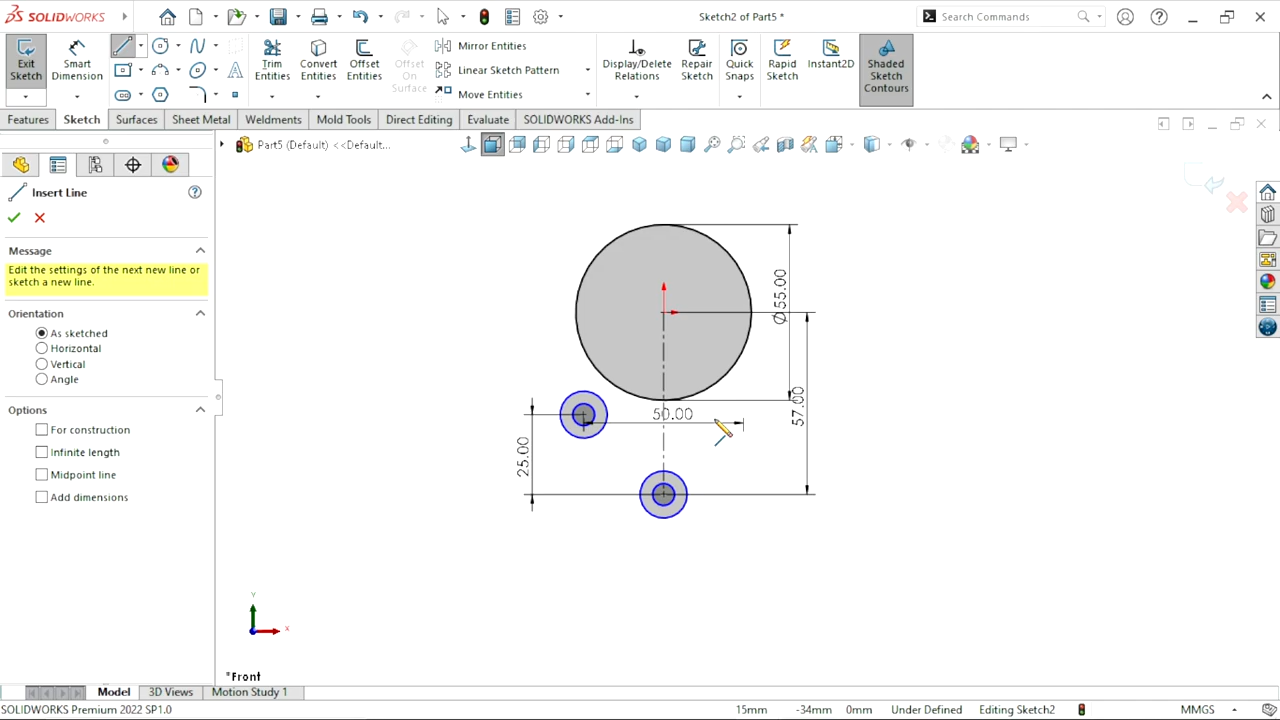 SOLIDWORKS
Sketch2 of Part5 *
Search Commands
Exit Sketch
Smart Dimension
Trim Entities
Convert Entities
Offset Entities
Offset On Surface
Mirror Entities
Linear Sketch Pattern
Move Entities
Display/Delete Relations
Repair Sketch
Quick Snaps
Rapid Sketch
Instant2D
Shaded Sketch Contours
Features
Sketch
Surfaces
Sheet Metal
Weldments
Mold Tools
Direct Editing
Evaluate
SOLIDWORKS Add-Ins
Part5 (Default) <<Default...
Insert Line
Message
Edit the settings of the next new line or
sketch a new line.
Orientation
As sketched
Horizontal
Vertical
Angle
Options
For construction
Infinite length
Midpoint line
Add dimensions
Ø55.00
57.00
50.00
25.00
Y
X
*Front
Model
3D Views
Motion Study 1
SOLIDWORKS Premium 2022 SP1.0
15mm
-34mm
0mm
Under Defined
Editing Sketch2
MMGS